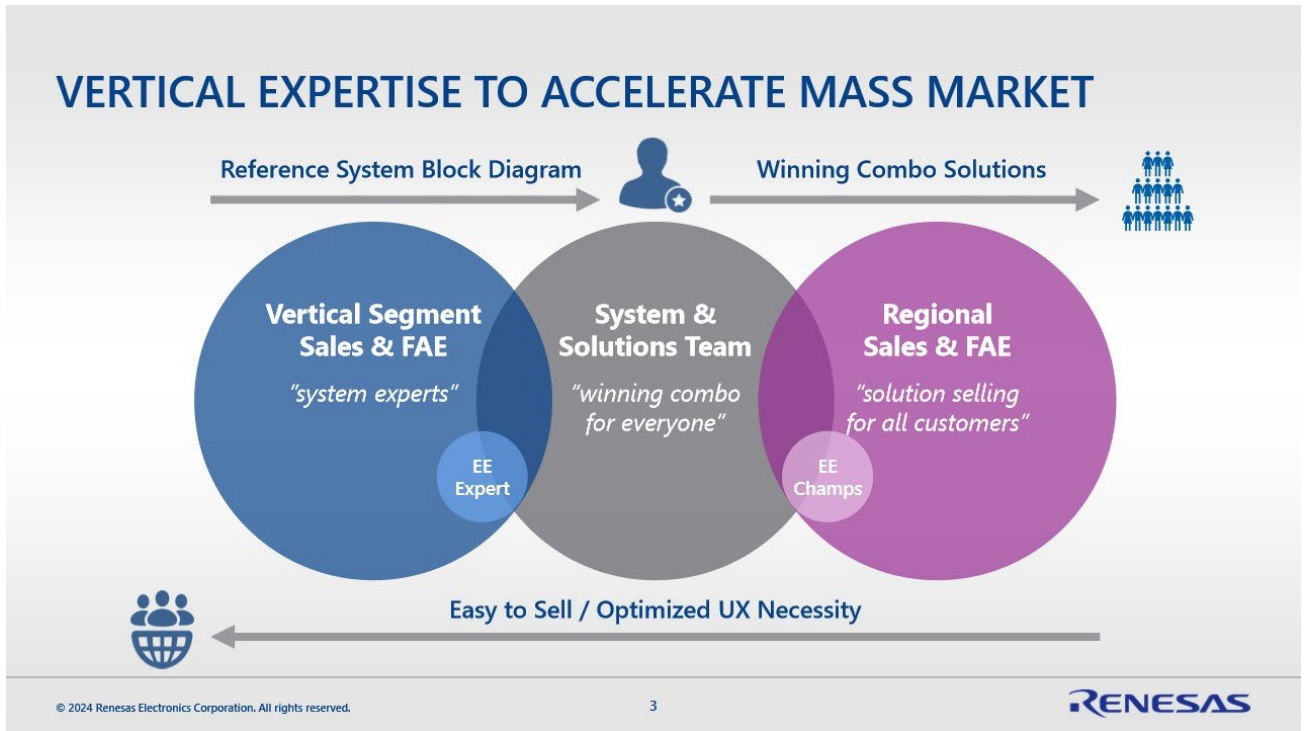 VERTICAL EXPERTISE TO ACCELERATE MASS MARKET
Reference System Block Diagram
Winning Combo Solutions
Vertical Segment
Sales & FAE
"system experts"
EE
Expert
System &
Solutions Team
"winning combo
for everyone"
Regional
Sales & FAE
"solution selling
for all customers"
EE
Champs
Easy to Sell / Optimized UX Necessity
© 2024 Renesas Electronics Corporation. All rights reserved.
3
RENESAS